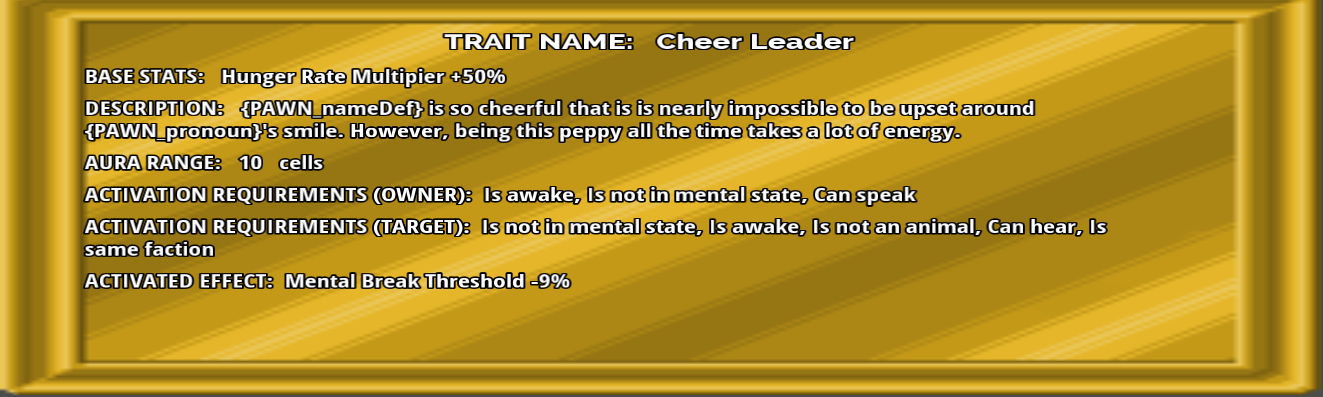 TRAIT NAME: Cheer Leader
BASE STATS: Hunger Rate Multipier +50%
DESCRIPTION: {PAWN_nameDef} is so cheerful that is is nearly impossible to be upset around
{PAWN_pronoun}'s smile. However, being this peppy all the time takes a lot of energy.
AURA RANGE: 10 cells
ACTIVATION REQUIREMENTS (OWNER): Is awake, Is not in mental state, Can speak
ACTIVATION REQUIREMENTS (TARGET): Is not in mental state, Is awake, Is not an animal, Can hear, Is
same faction
ACTIVATED EFFECT: Mental Break Threshold -9%